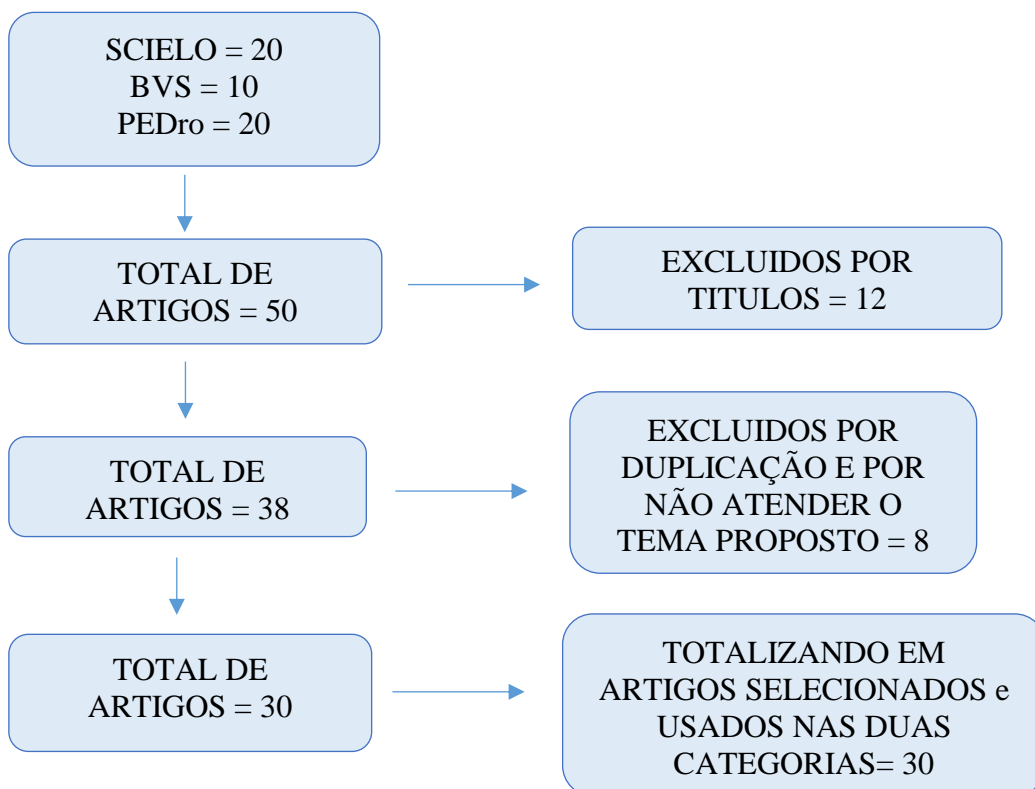 SCIELO = 20
BVS = 10
PEDro = 20
TOTAL DE
ARTIGOS = 50
EXCLUIDOS POR
TITULOS = 12
TOTAL DE
ARTIGOS = 38
EXCLUIDOS POR
DUPLICAÇÃO E POR
NÃO ATENDER O
TEMA PROPOSTO = 8
TOTAL DE
ARTIGOS = 30
TOTALIZANDO EM
ARTIGOS SELECIONADOS e
USADOS NAS DUAS
CATEGORIAS= 30